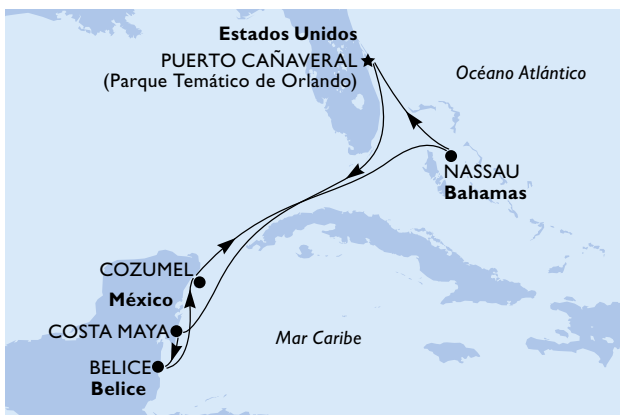 Estados Unidos
PUERTO CAÑAVERAL
(Parque Temático de Orlando)
Océano Atlántico
NASSAU
Bahamas
COZUMEL
México
COSTA MAYA
Mar Caribe
BELICE
Belice